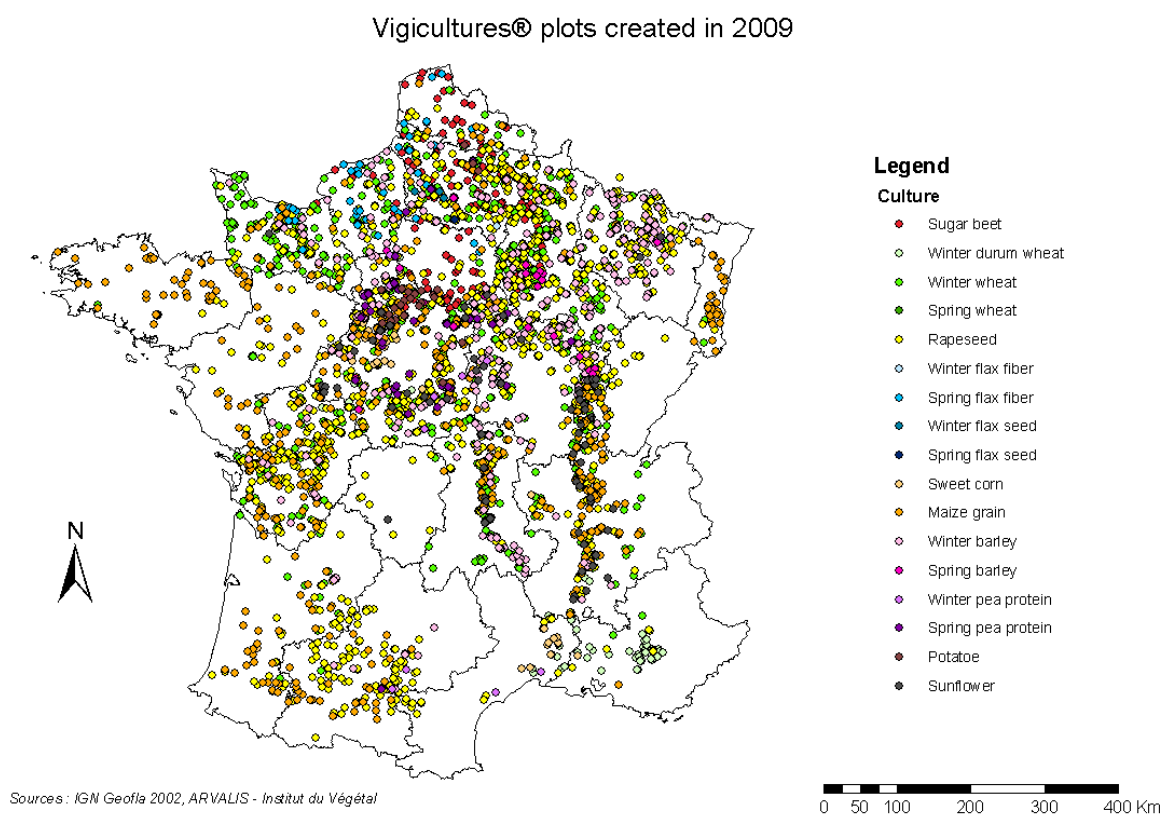 Vigicultures® plots created in 2009
Legend
Culture
Sugar beet
Winter durum wheat
Winter wheat
Spring wheat
Rapeseed
Winter flax fiber
Spring flax fiber
Winter flax seed
Spring flax seed
Sweet corn
Maize grain
Winter barley
Spring barley
Winter pea protein
Spring pea protein
Potatoe
Sunflower
N
Sources : IGN Geofla 2002, ARVALIS - Institut du Végétal
0 50 100 200 300 400 Km